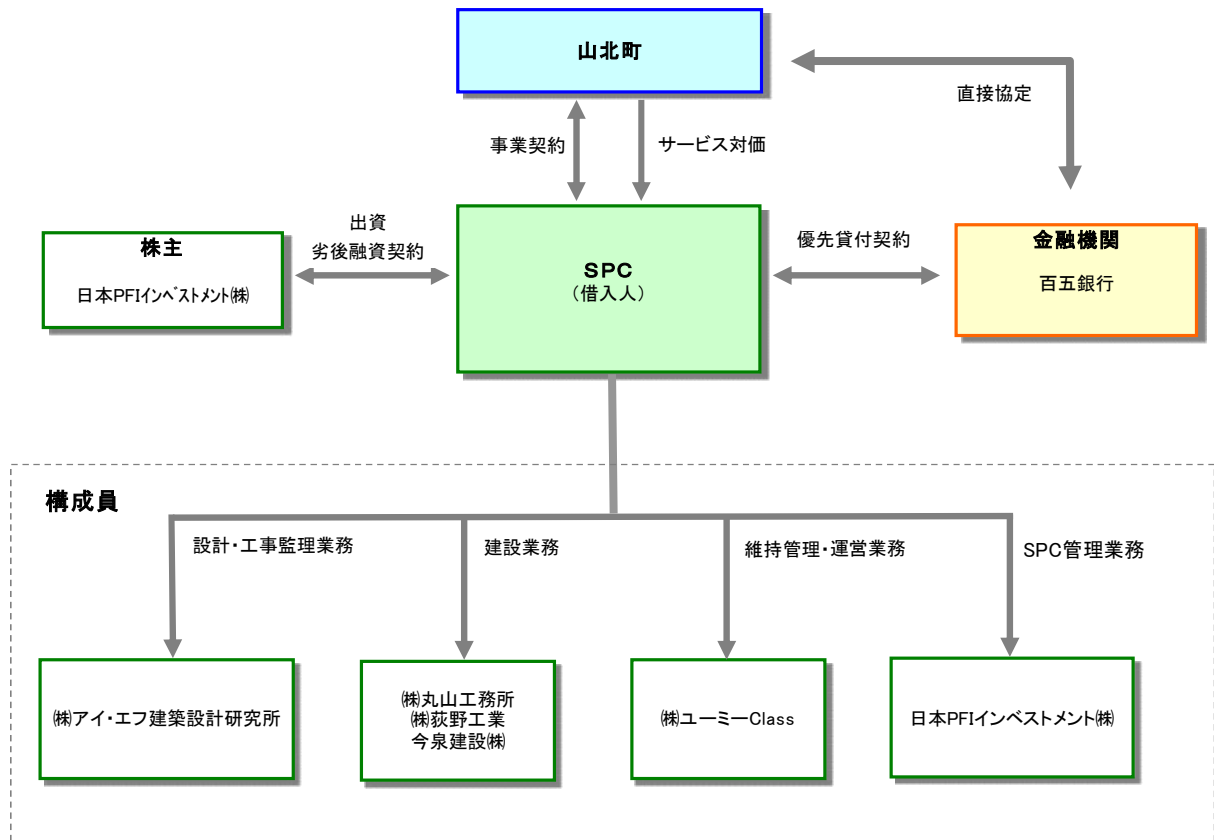 山北町
直接協定
事業契約
サービス対価
出資
劣後融資契約
株主
日本PFIインベストメント㈱
SPC
(借入人)
優先貸付契約
金融機関
百五銀行
構成員
設計・工事監理業務
建設業務
維持管理・運営業務
SPC管理業務
㈱アイ・エフ建築設計研究所
㈱丸山工務所
㈱荻野工業
今泉建設㈱
㈱ユーミーClass
日本PFIインベストメント㈱